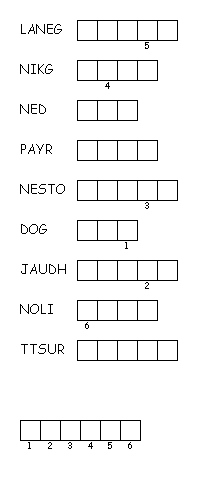 LANEG
5
NIKG
4
NED
PAYR
NESTO
3
DOG
1
JAUDH
2
NOLI
6
TTSUR
1 2 3 4 5 6